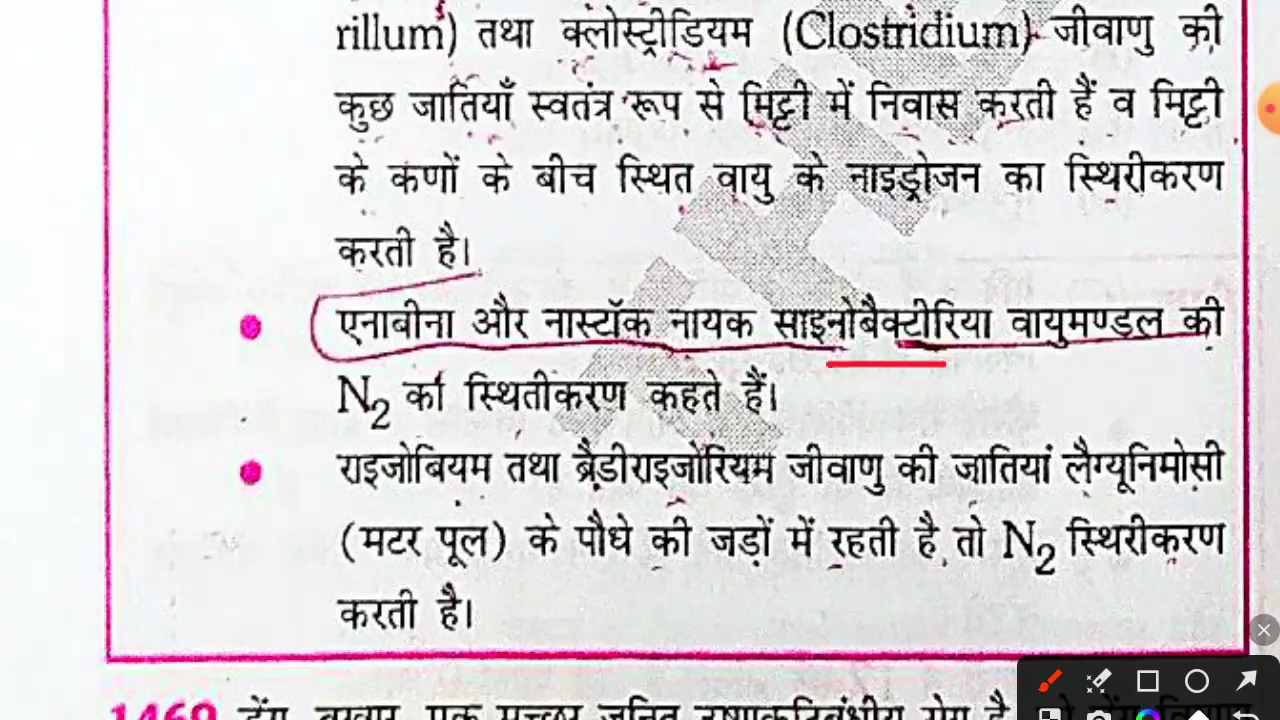 rillum) तथा क्लोस्ट्रीडियम (Clostridium) जीवाणु की
कुछ जातियाँ स्वतंत्र रूप से मिट्टी में निवास करती हैं व मिट्टी
के कणों के बीच स्थित वायु के नाइड्रोजन का स्थिरीकरण
करती है।
एनाबीना और नास्टॉक नायक साइनोबैक्टीरिया वायुमण्डल की
N₂ का स्थितीकरण कहते हैं।
राइजोबियम तथा ब्रैडीराइजोरियम जीवाणु की जातियां लैग्यूनिमोसी
(मटर पूल) के पौधे की जड़ों में रहती है तो N₂ स्थिरीकरण
करती है।